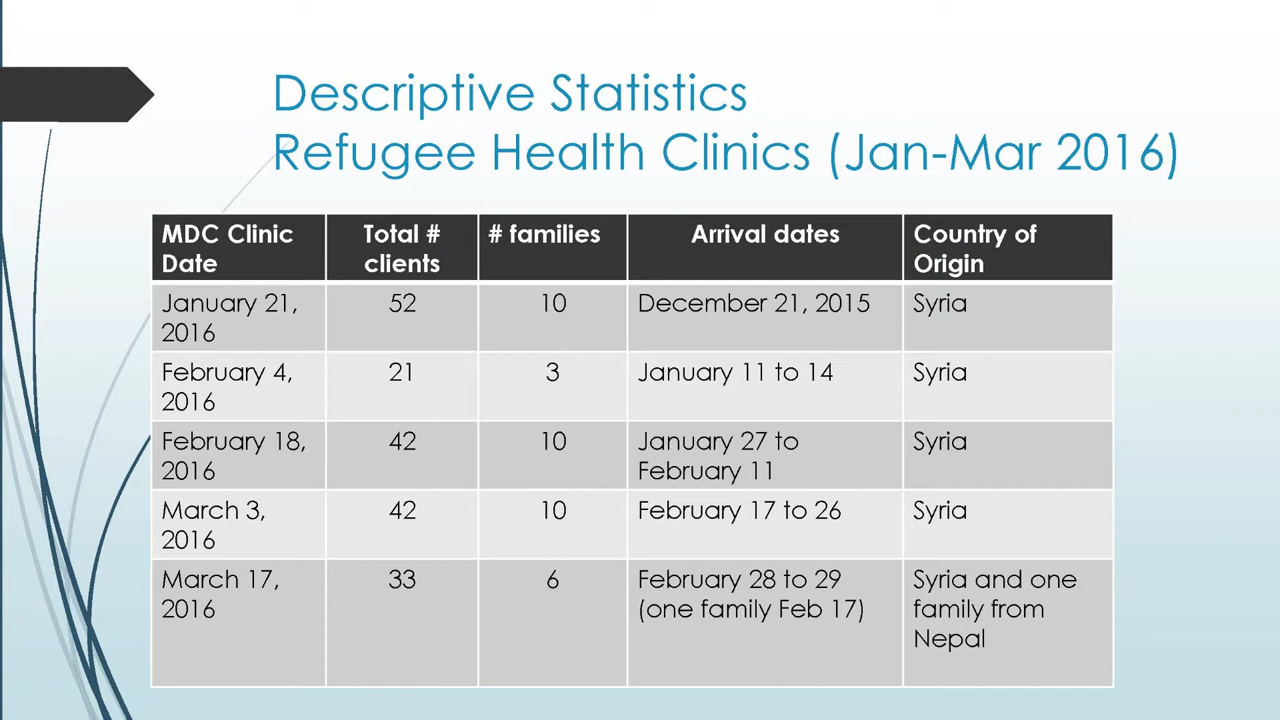 Descriptive Statistics
Refugee Health Clinics (Jan-Mar 2016)
MDC Clinic Date
Total # clients
# families
Arrival dates
Country of Origin
January 21, 2016
52
10
December 21, 2015
Syria
February 4, 2016
21
3
January 11 to 14
Syria
February 18, 2016
42
10
January 27 to February 11
Syria
March 3, 2016
42
10
February 17 to 26
Syria
March 17, 2016
33
6
February 28 to 29 (one family Feb 17)
Syria and one family from Nepal